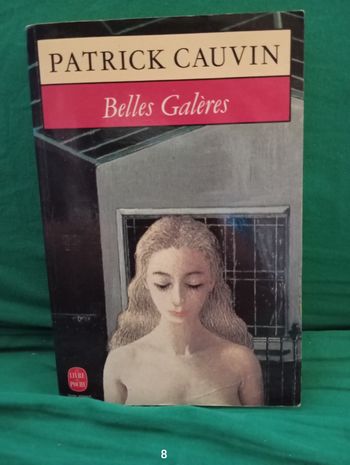 PATRICK CAUVIN
Belles Galères
LE LIVRE
DE POCHE
8